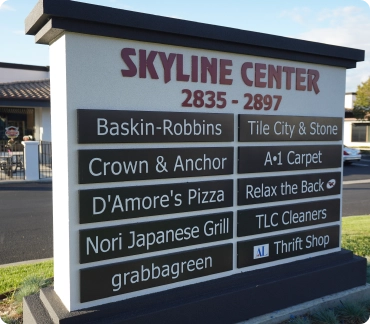 SKYLINE CENTER
2835 - 2897
Baskin-Robbins
Crown & Anchor
D'Amore's Pizza
Nori Japanese Grill
grabbagreen
Tile City & Stone
A•1 Carpet
Relax the Back
TLC Cleaners
Thrift Shop